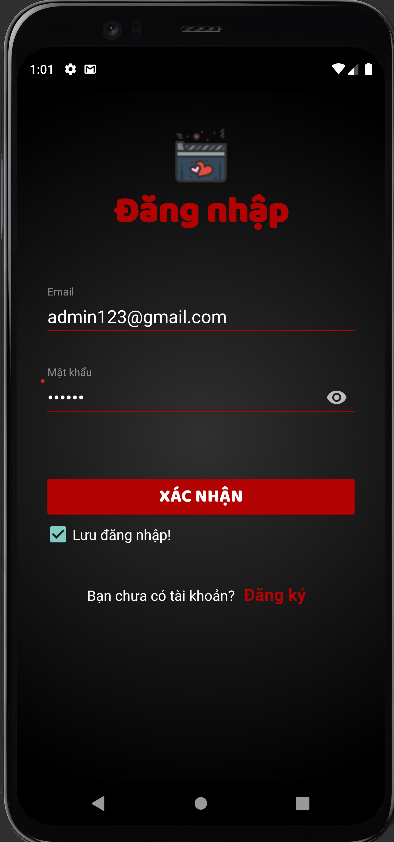 1:01
Đăng nhập
Email
admin123@gmail.com
Mật khẩu
••••••
XÁC NHẬN
Lưu đăng nhập!
Bạn chưa có tài khoản? Đăng ký